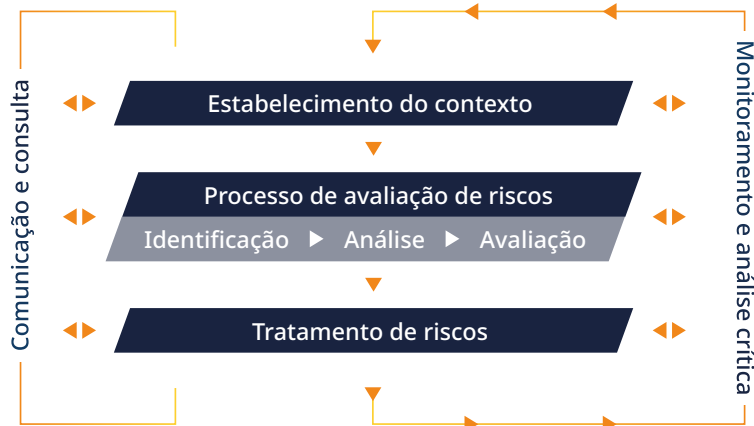 Comunicação e consulta
Estabelecimento do contexto
Processo de avaliação de riscos
Identificação Análise Avaliação
Tratamento de riscos
Monitoramento e análise crítica